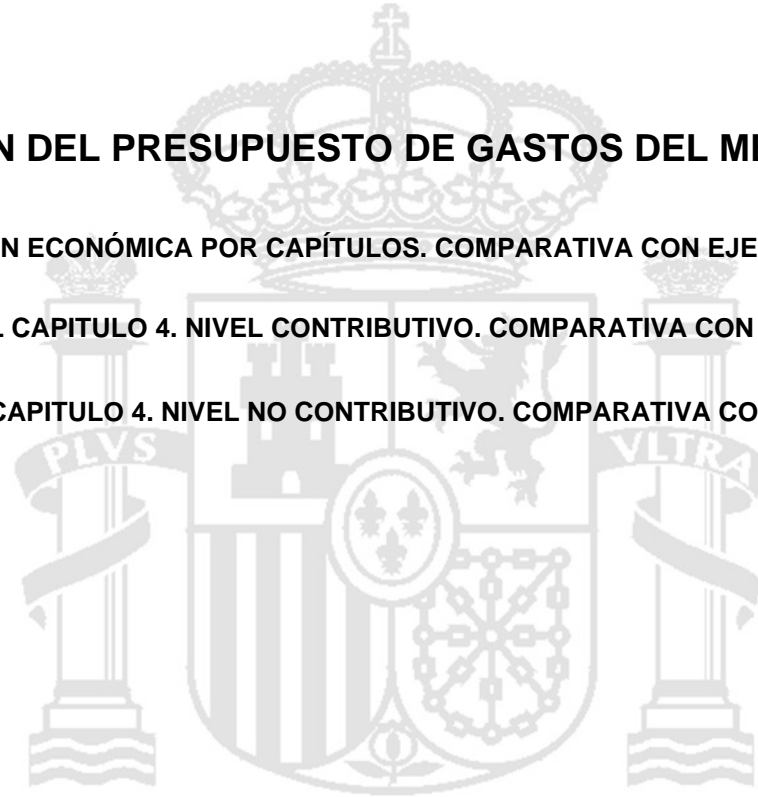 N DEL PRESUPUESTO DE GASTOS DEL
N ECONÓMICA POR CAPÍTULOS. COMPARATIVA CON EJE
CAPITULO 4. NIVEL CONTRIBUTIVO. COMPARATIVA CON
CAPITULO 4. NIVEL NO CONTRIBUTIVO. COMPARATIVA CO
PLVS
VLTRA